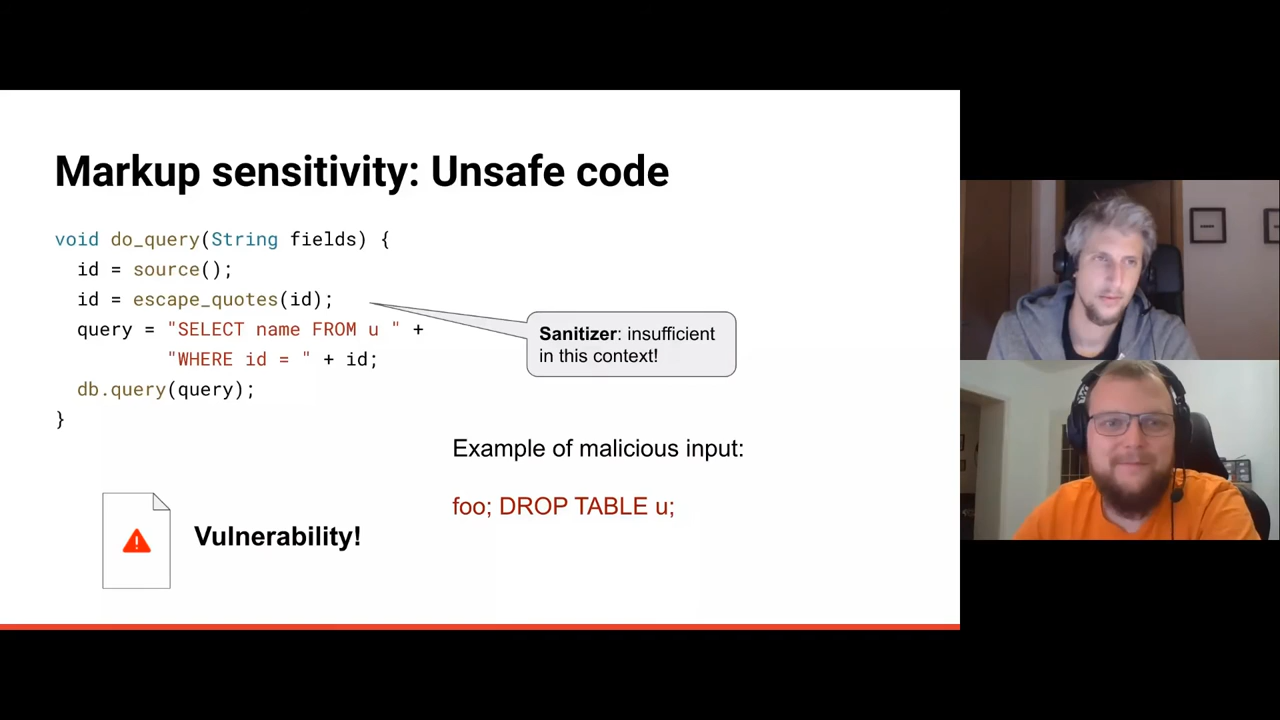 Markup sensitivity: Unsafe code
void do_query(String fields) {
id = source();
id = escape_quotes(id);
query = "SELECT name FROM u " +
"WHERE id = " + id;
db.query(query);
}
Sanitizer: insufficient
in this context!
Example of malicious input:
foo; DROP TABLE u;
Vulnerability!